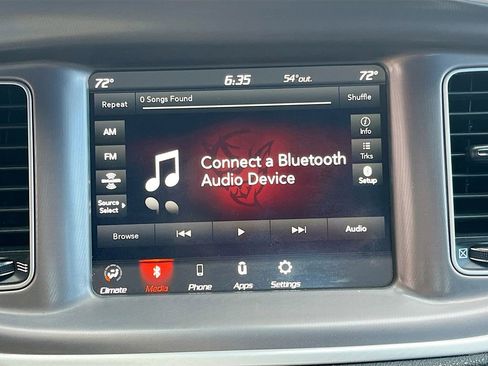 72° 6:35 54°out. 72°
Repeat 0 Songs Found Shuffle
AM
Info
FM
Trks
Connect a Bluetooth
Audio Device
Setup
Source
Select
Browse Audio
Climate Media Phone Apps Settings